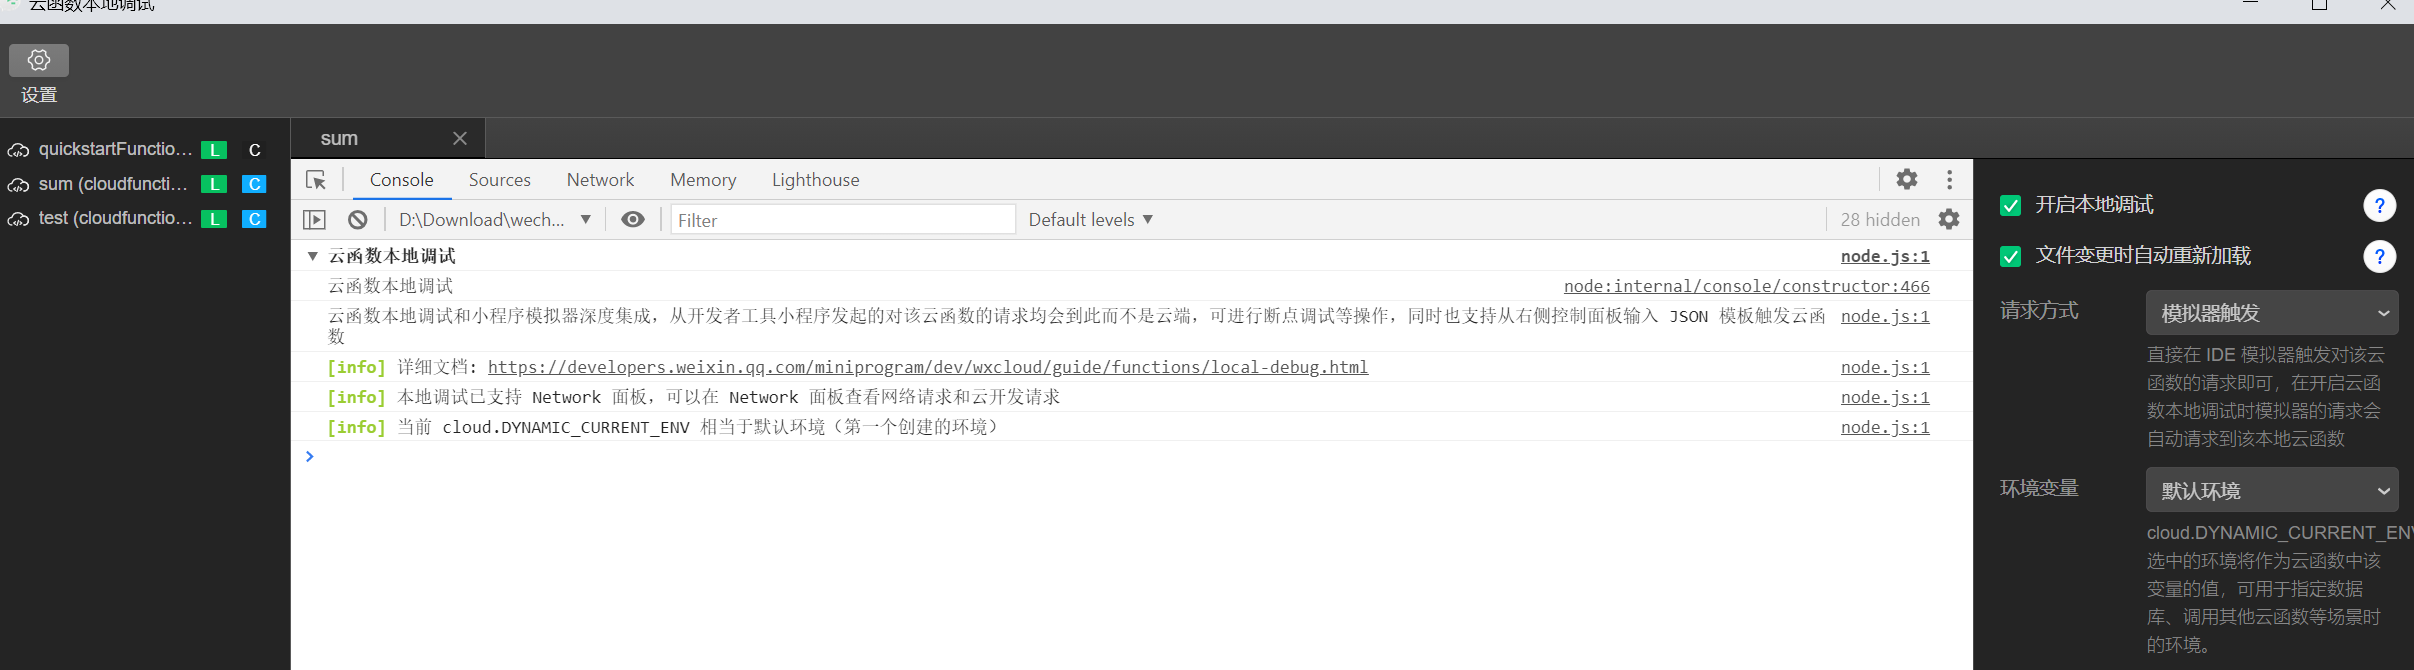 云函数本地调试
设置
quickstartFunctio... L C
sum (cloudfuncti... L C
test (cloudfunctio... L C
sum
Console Sources Network Memory Lighthouse
D:\Download\wech... ▼ Filter Default levels ▼ 28 hidden
▼ 云函数本地调试 node.js:1
云函数本地调试 node:internal/console/constructor:466
云函数本地调试和小程序模拟器深度集成，从开发者工具小程序发起的对该云函数的请求均会到此而不是云端，可进行断点调试等操作，同时也支持从右侧控制面板输入 JSON 模板触发云函 node.js:1
数
[info] 详细文档: https://developers.weixin.qq.com/miniprogram/dev/wxcloud/guide/functions/local-debug.html node.js:1
[info] 本地调试已支持 Network 面板，可以在 Network 面板查看网络请求和云开发请求 node.js:1
[info] 当前 cloud.DYNAMIC_CURRENT_ENV 相当于默认环境（第一个创建的环境） node.js:1
>
开启本地调试 ?
文件变更时自动重新加载 ?
请求方式 模拟器触发
直接在 IDE 模拟器触发对该云
函数的请求即可，在开启云函
数本地调试时模拟器的请求会
自动请求到该本地云函数
环境变量 默认环境
cloud.DYNAMIC_CURRENT_ENV
选中的环境将作为云函数中该
变量的值，可用于指定数据
库、调用其他云函数等场景时
的环境。